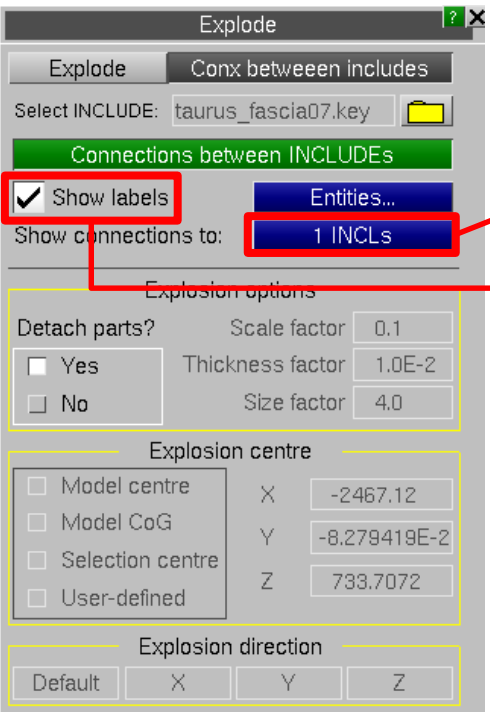 Explode ? X
Explode Conx betweeen includes
Select INCLUDE: taurus_fascia07.key
Connections between INCLUDEs
Show labels Entities...
Show connections to: 1 INCLs
Explosion options
Detach parts? Scale factor 0.1
Yes Thickness factor 1.0E-2
No Size factor 4.0
Explosion centre
Model centre X -2467.12
Model CoG Y -8.279419E-2
Selection centre
User-defined Z 733.7072
Explosion direction
Default X Y Z